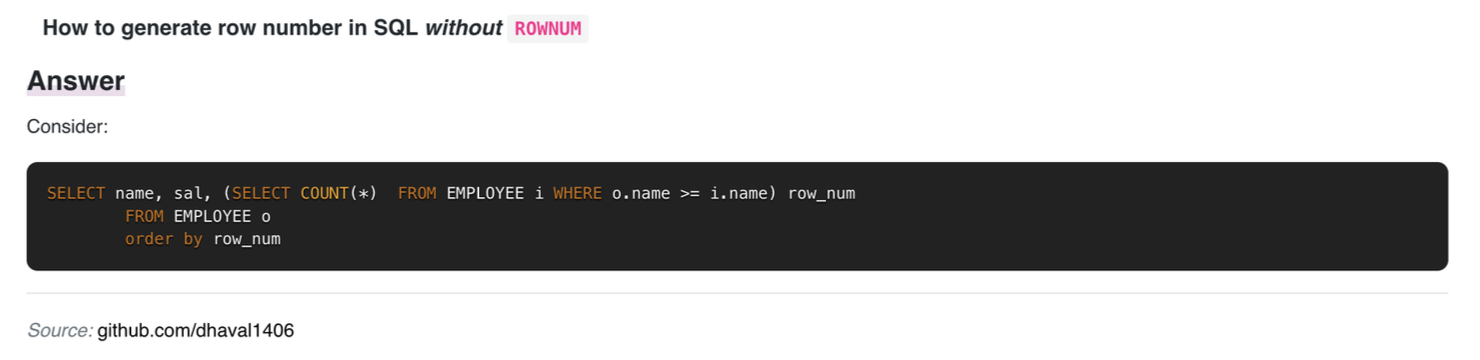 How to generate row number in SQL without ROWNUM
Answer
Consider:
SELECT name, sal, (SELECT COUNT(*)  FROM EMPLOYEE i WHERE o.name >= i.name) row_num
        FROM EMPLOYEE o
        order by row_num
Source: github.com/dhaval1406